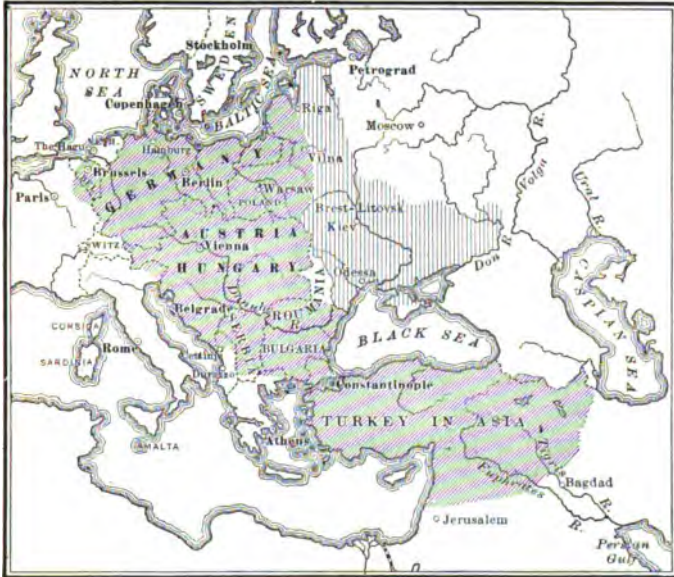 Stockholm
SWEDEN
Petrograd
NORTH
SEA
BALTIC SEA
Copenhagen
Riga
Moscow
Volga R.
Ural R.
The Hague
Hamburg
Vilna
GERMANY
Brussels
Berlin
Warsaw
POLAND
Paris
Brest-Litovsk
Kiev
AUSTRIA
Vienna
HUNGARY
SWITZ.
Don R.
Odessa
CASPIAN SEA
Danube R.
ROUMANIA
Belgrade
SERBIA
CORSICA
BLACK SEA
Rome
BULGARIA
SARDINIA
Durazzo
Constantinople
TURKEY IN ASIA
Athens
MALTA
Tigris R.
Euphrates R.
Bagdad
Jerusalem
Persian
Gulf